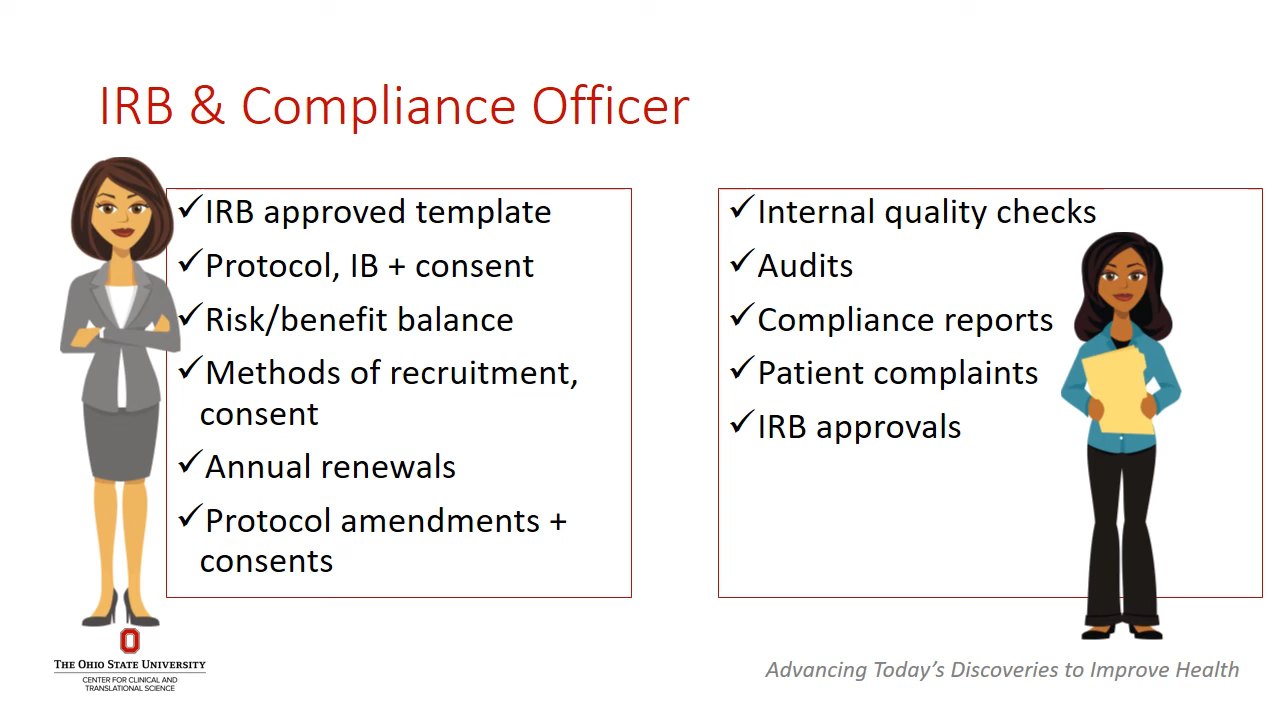 IRB & Compliance Officer
✓IRB approved template
✓Protocol, IB + consent
✓Risk/benefit balance
✓Methods of recruitment,
consent
✓Annual renewals
✓Protocol amendments +
consents
✓Internal quality checks
✓Audits
✓Compliance reports
✓Patient complaints
✓IRB approvals
THE OHIO STATE UNIVERSITY
CENTER FOR CLINICAL AND
TRANSLATIONAL SCIENCE
Advancing Today's Discoveries to Improve Health